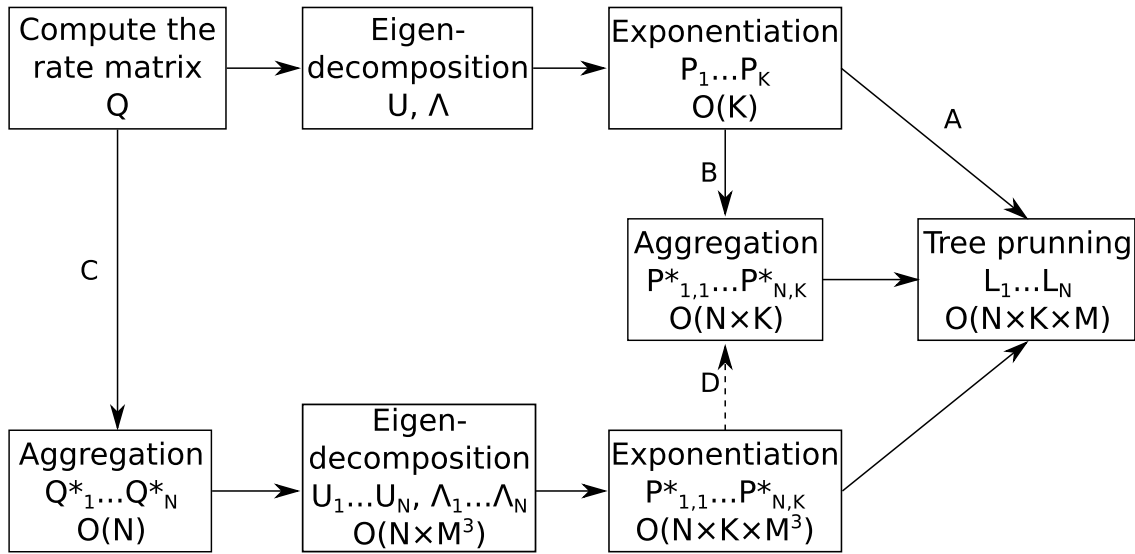 Compute the
rate matrix
Q
Eigen-
decomposition
U, Λ
Exponentiation
P₁...P_K
O(K)
A
B
C
Aggregation
P*₁,₁...P*_N,K
O(N×K)
Tree prunning
L₁...L_N
O(N×K×M)
D
Aggregation
Q*₁...Q*_N
O(N)
Eigen-
decomposition
U₁...U_N, Λ₁...Λ_N
O(N×M³)
Exponentiation
P*₁,₁...P*_N,K
O(N×K×M³)